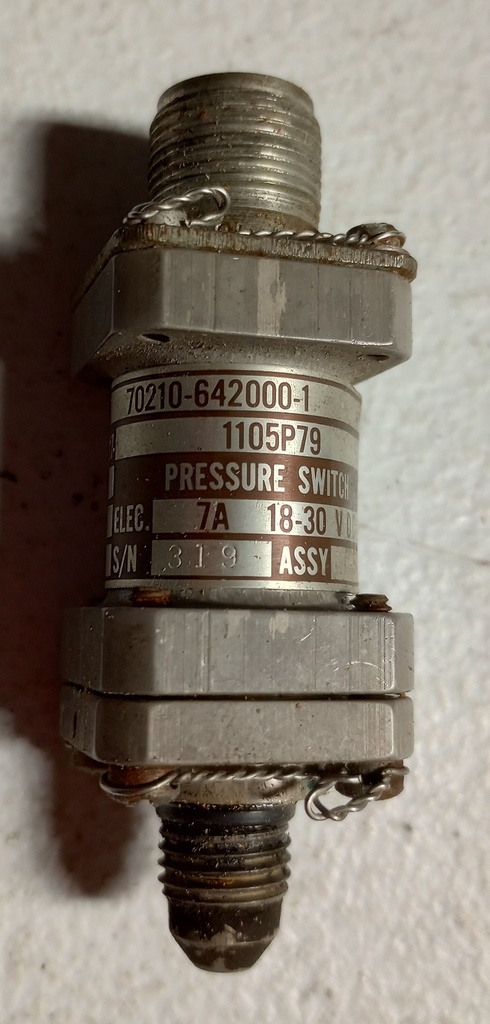 70210-642000-1
1105P79
PRESSURE SWITCH
ELEC. 7A 18-30 V
S/N 319 ASSY